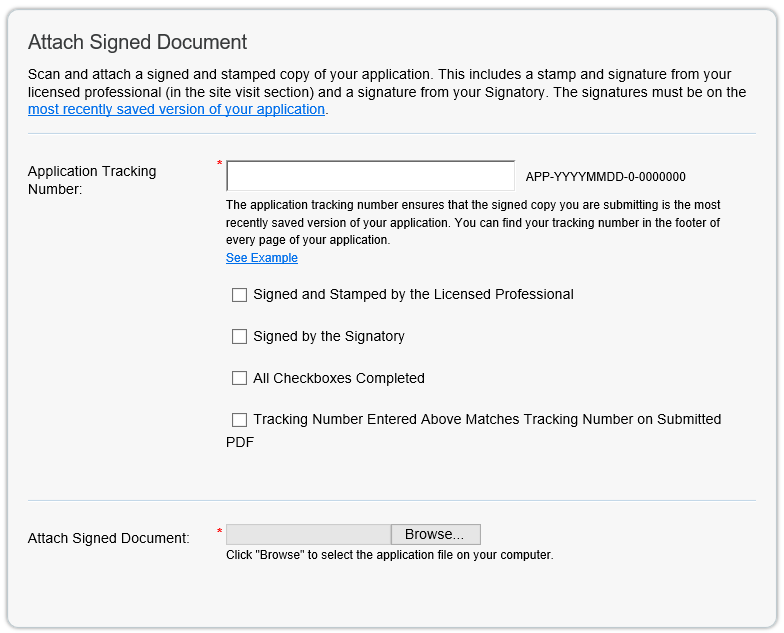 Attach Signed Document
Scan and attach a signed and stamped copy of your application. This includes a stamp and signature from your
licensed professional (in the site visit section) and a signature from your Signatory. The signatures must be on the
most recently saved version of your application.
Application Tracking
Number:
* APP-YYYYMMDD-0-0000000
The application tracking number ensures that the signed copy you are submitting is the most
recently saved version of your application. You can find your tracking number in the footer of
every page of your application.
See Example
Signed and Stamped by the Licensed Professional
Signed by the Signatory
All Checkboxes Completed
Tracking Number Entered Above Matches Tracking Number on Submitted
PDF
Attach Signed Document: * Browse...
Click "Browse" to select the application file on your computer.